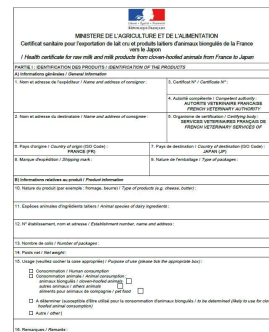 MINISTERE DE L'AGRICULTURE ET DE L'ALIMENTATION
Certificat sanitaire pour l'exportation de lait cru et produits laitiers d'animaux biongulés de la France
vers le Japon
/ Health certificate for raw milk and milk products from cloven-hoofed animals from France to Japan
PARTIE I : IDENTIFICATION DES PRODUITS / IDENTIFICATION OF THE PRODUCTS
A) Informations générales / General information
1. Nom et adresse de l'expéditeur / Name and address of consignor :
3. Certificat N° / Certificate N° :
4. Autorité compétente / Competent authority :
AUTORITE VETERINAIRE FRANCAISE
FRENCH VETERINARY AUTHORITY
2. Nom et adresse du destinataire / Name and address of consignor :
5. Organisme de certification / Certifying body :
SERVICES VETERINAIRES FRANÇAIS DE
FRENCH VETERINARY SERVICES OF
6. Pays d'origine / Country of origin (ISO Code) :
FRANCE (FR)
7. Pays de destination / Country of destination (ISO Code) :
JAPAN (JP)
8. Marque d'expédition / Shipping mark :
9. Nature de l'emballage / Type of packages :
B) Informations relatives au produit / Product information
10. Nature du produit (par exemple : fromage, beurre) / Type of products (e.g. cheese, butter) :
11. Espèces animales d'ingrédients laitiers / Animal species of dairy ingredients :
12. N° établissement, nom et adresse / Establishment number, name and address :
13. Nombre de colis / Number of packages :
14. Poids net / Net weight :
15. Usage (veuillez cocher la case appropriée) / Purpose of use (please tick the appropriate box) :
Consommation humaine / Human consumption
Consommation animale / Animal consumption :
animaux biongulés / cloven-hoofed
autres animaux / others animals
aliments pour animaux de compagnie / pet food
A déterminer (susceptible d'être utilisé pour la consommation d'animaux biongulés / to be determined (likely to use for cloven-
hoofed animal consumption)
Autre / other (
16. Remarques / Remarks :